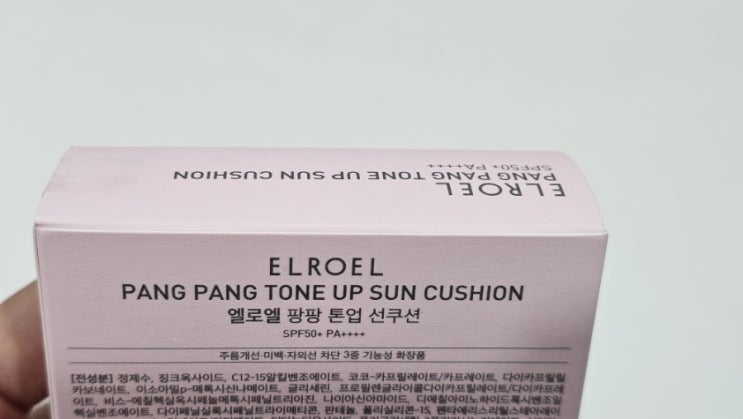 ELROEL
PANG PANG TONE UP SUN CUSHION
SPF50+ PA++++
ELROEL
PANG PANG TONE UP SUN CUSHION
엘로엘 팡팡 톤업 선쿠션
SPF50+ PA++++
주름개선·미백·자외선 차단 3중 기능성 화장품
[전성분] 정제수, 징크옥사이드, C12-15알킬벤조에이트, 코코-카프릴레이트/카프레이트, 다이카프릴릴
카보네이트, 이소아밀p-메톡시신나메이트, 글리세린, 프로필렌글라이콜다이카프릴레이트/다이카프레
이트, 비스-에칠헥실옥시페놀메톡시페닐트리아진, 나이아신아마이드, 디에칠아미노하이드록시벤조일
헥실벤조에이트, 다이페닐실록시페닐트라이메티콘, 판테놀, 폴리실리콘-15, 펜타에리스리틸스테아레이